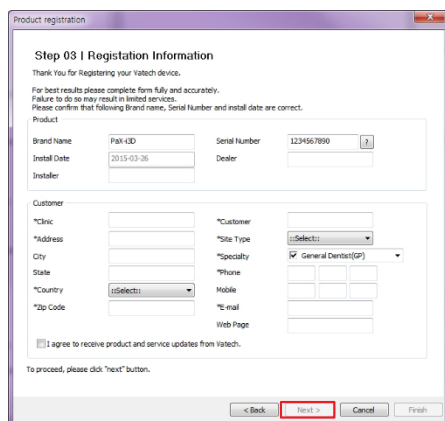 Product registration
Step 03 | Registation Information
Thank You for Registering your Vatech device.
For best results please complete form fully and accurately.
Failure to do so may result in limited services.
Please confirm that following Brand name, Serial Number and install date are correct.
Product
Brand Name PaX-i3D Serial Number 1234567890 ?
Install Date 2015-03-26 Dealer
Installer
Customer
*Clinic *Customer
*Address *Site Type ::Select::
City *Specialty General Dentist(GP)
State *Phone
*Country ::Select:: Mobile
*Zip Code *E-mail
Web Page
I agree to receive product and service updates from Vatech.
To proceed, please click "next" button.
< Back Next > Cancel Finish